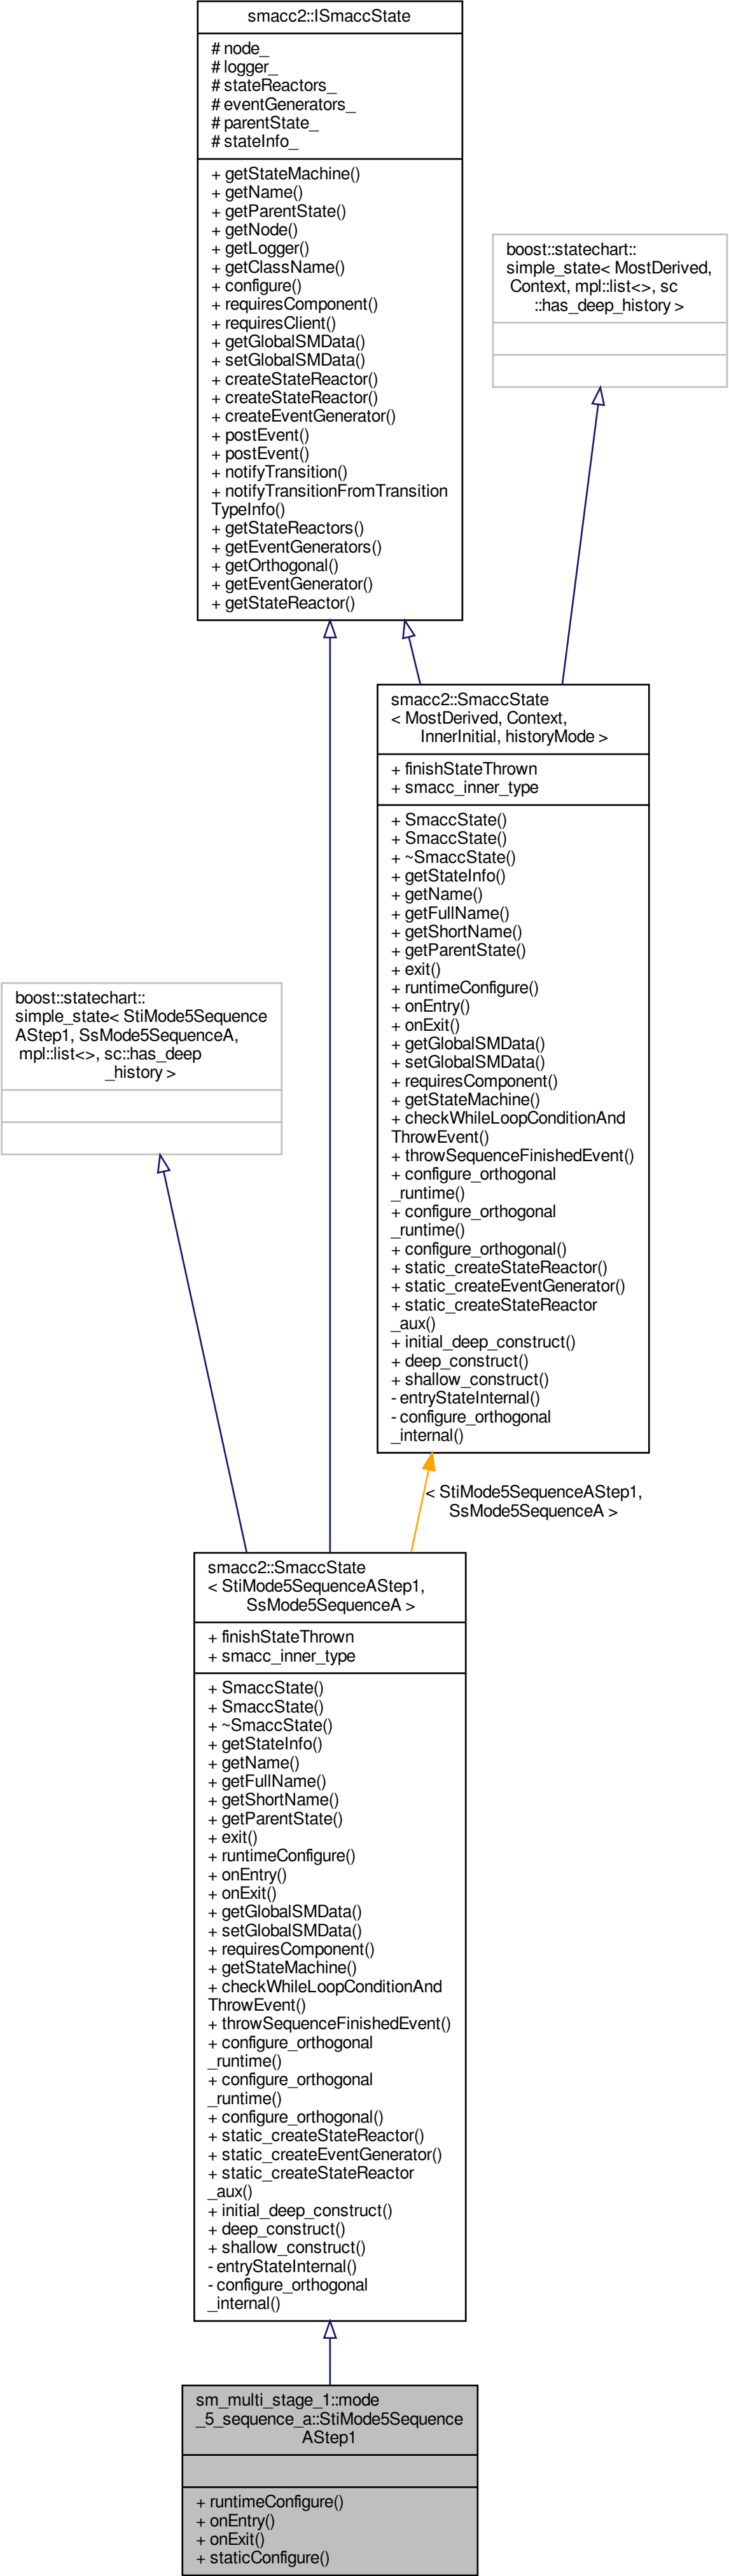 smacc2::ISmaccState
# node_
# logger_
# stateReactors_
# eventGenerators_
# parentState_
# stateInfo_
+ getStateMachine()
+ getName()
+ getParentState()
+ getNode()
+ getLogger()
+ getClassName()
+ configure()
+ requiresComponent()
+ requiresClient()
+ getGlobalSMData()
+ setGlobalSMData()
+ createStateReactor()
+ createStateReactor()
+ createEventGenerator()
+ postEvent()
+ postEvent()
+ notifyTransition()
+ notifyTransitionFromTransition
TypeInfo()
+ getStateReactors()
+ getEventGenerators()
+ getOrthogonal()
+ getEventGenerator()
+ getStateReactor()
boost::statechart::
simple_state< MostDerived,
Context, mpl::list<>, sc
::has_deep_history >
smacc2::SmaccState
< MostDerived, Context,
InnerInitial, historyMode >
+ finishStateThrown
+ smacc_inner_type
+ SmaccState()
+ SmaccState()
+ ~SmaccState()
+ getStateInfo()
+ getName()
+ getFullName()
+ getShortName()
+ getParentState()
+ exit()
+ runtimeConfigure()
+ onEntry()
+ onExit()
+ getGlobalSMData()
+ setGlobalSMData()
+ requiresComponent()
+ getStateMachine()
+ checkWhileLoopConditionAnd
ThrowEvent()
+ throwSequenceFinishedEvent()
+ configure_orthogonal
_runtime()
+ configure_orthogonal
_runtime()
+ configure_orthogonal()
+ static_createStateReactor()
+ static_createEventGenerator()
+ static_createStateReactor
_aux()
+ initial_deep_construct()
+ deep_construct()
+ shallow_construct()
- entryStateInternal()
- configure_orthogonal
_internal()
boost::statechart::
simple_state< StiMode5Sequence
AStep1, SsMode5SequenceA,
mpl::list<>, sc::has_deep
_history >
< StiMode5SequenceAStep1,
SsMode5SequenceA >
smacc2::SmaccState
< StiMode5SequenceAStep1,
SsMode5SequenceA >
+ finishStateThrown
+ smacc_inner_type
+ SmaccState()
+ SmaccState()
+ ~SmaccState()
+ getStateInfo()
+ getName()
+ getFullName()
+ getShortName()
+ getParentState()
+ exit()
+ runtimeConfigure()
+ onEntry()
+ onExit()
+ getGlobalSMData()
+ setGlobalSMData()
+ requiresComponent()
+ getStateMachine()
+ checkWhileLoopConditionAnd
ThrowEvent()
+ throwSequenceFinishedEvent()
+ configure_orthogonal
_runtime()
+ configure_orthogonal
_runtime()
+ configure_orthogonal()
+ static_createStateReactor()
+ static_createEventGenerator()
+ static_createStateReactor
_aux()
+ initial_deep_construct()
+ deep_construct()
+ shallow_construct()
- entryStateInternal()
- configure_orthogonal
_internal()
sm_multi_stage_1::mode
_5_sequence_a::StiMode5Sequence
AStep1
+ runtimeConfigure()
+ onEntry()
+ onExit()
+ staticConfigure()